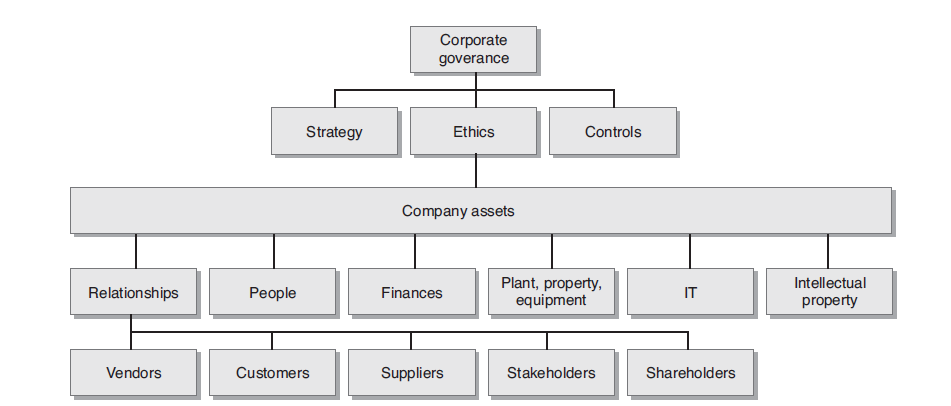 Corporate
goverance
Strategy
Ethics
Controls
Company assets
Relationships
People
Finances
Plant, property,
equipment
IT
Intellectual
property
Vendors
Customers
Suppliers
Stakeholders
Shareholders